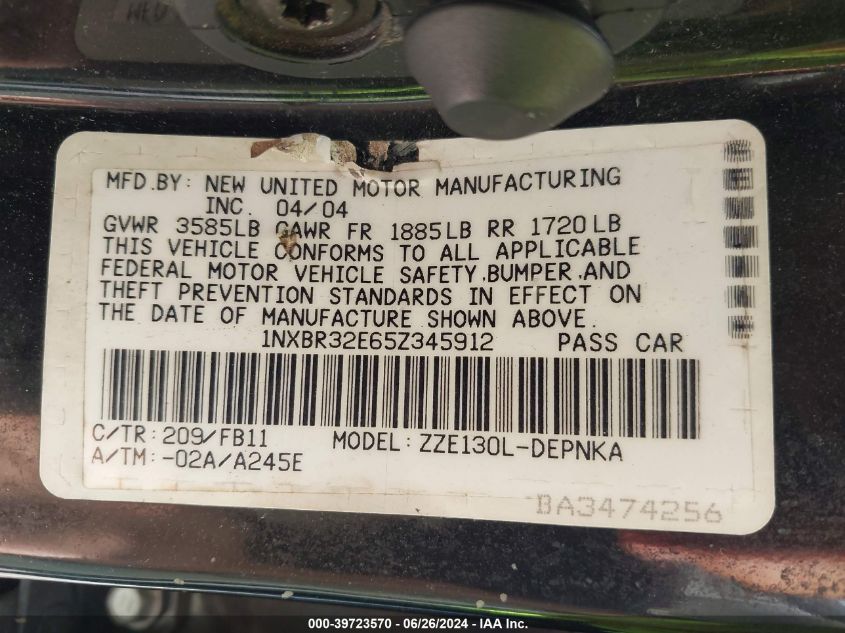 MFD.BY: NEW UNITED MOTOR MANUFACTURING
INC. 04/04
GVWR 3585LB GAWR FR 1885LB RR 1720LB
THIS VEHICLE CONFORMS TO ALL APPLICABLE
FEDERAL MOTOR VEHICLE SAFETY,BUMPER,AND
THEFT PREVENTION STANDARDS IN EFFECT ON
THE DATE OF MANUFACTURE SHOWN ABOVE.
1NXBR32E65Z345912 PASS CAR
C/TR:209/FB11 MODEL:ZZE130L-DEPNKA
A/TM:-02A/A245E
BA3474256
000-39723570 - 06/26/2024 - IAA Inc.